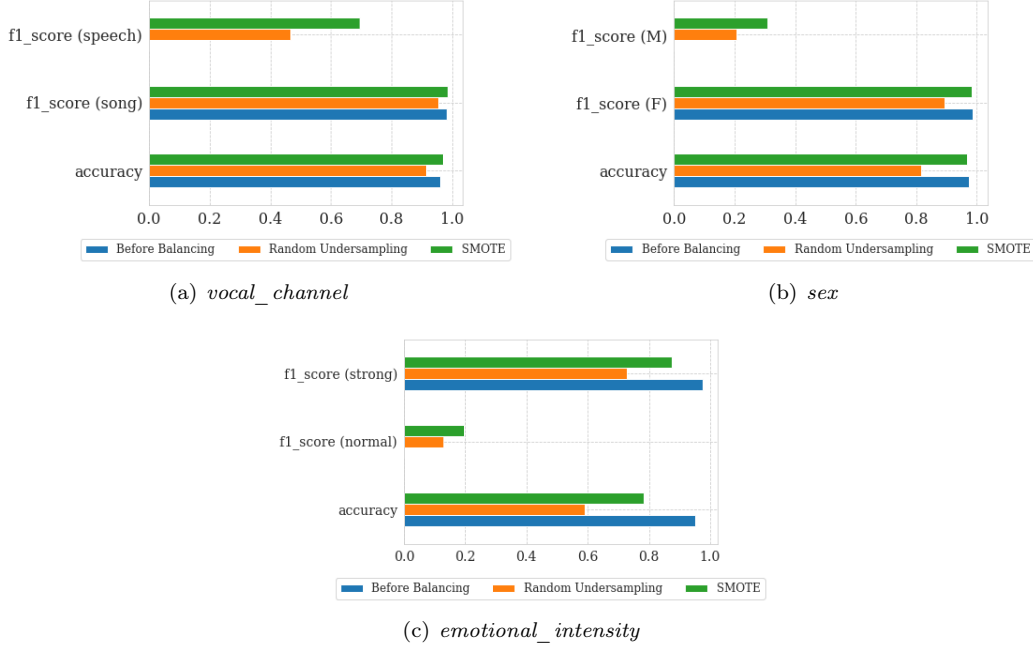 f1_score (speech)
f1_score (song)
accuracy
0.0 0.2 0.4 0.6 0.8 1.0
Before Balancing Random Undersampling SMOTE
(a) vocal_channel
f1_score (M)
f1_score (F)
accuracy
0.0 0.2 0.4 0.6 0.8 1.0
Before Balancing Random Undersampling SMOTE
(b) sex
f1_score (strong)
f1_score (normal)
accuracy
0.0 0.2 0.4 0.6 0.8 1.0
Before Balancing Random Undersampling SMOTE
(c) emotional_intensity